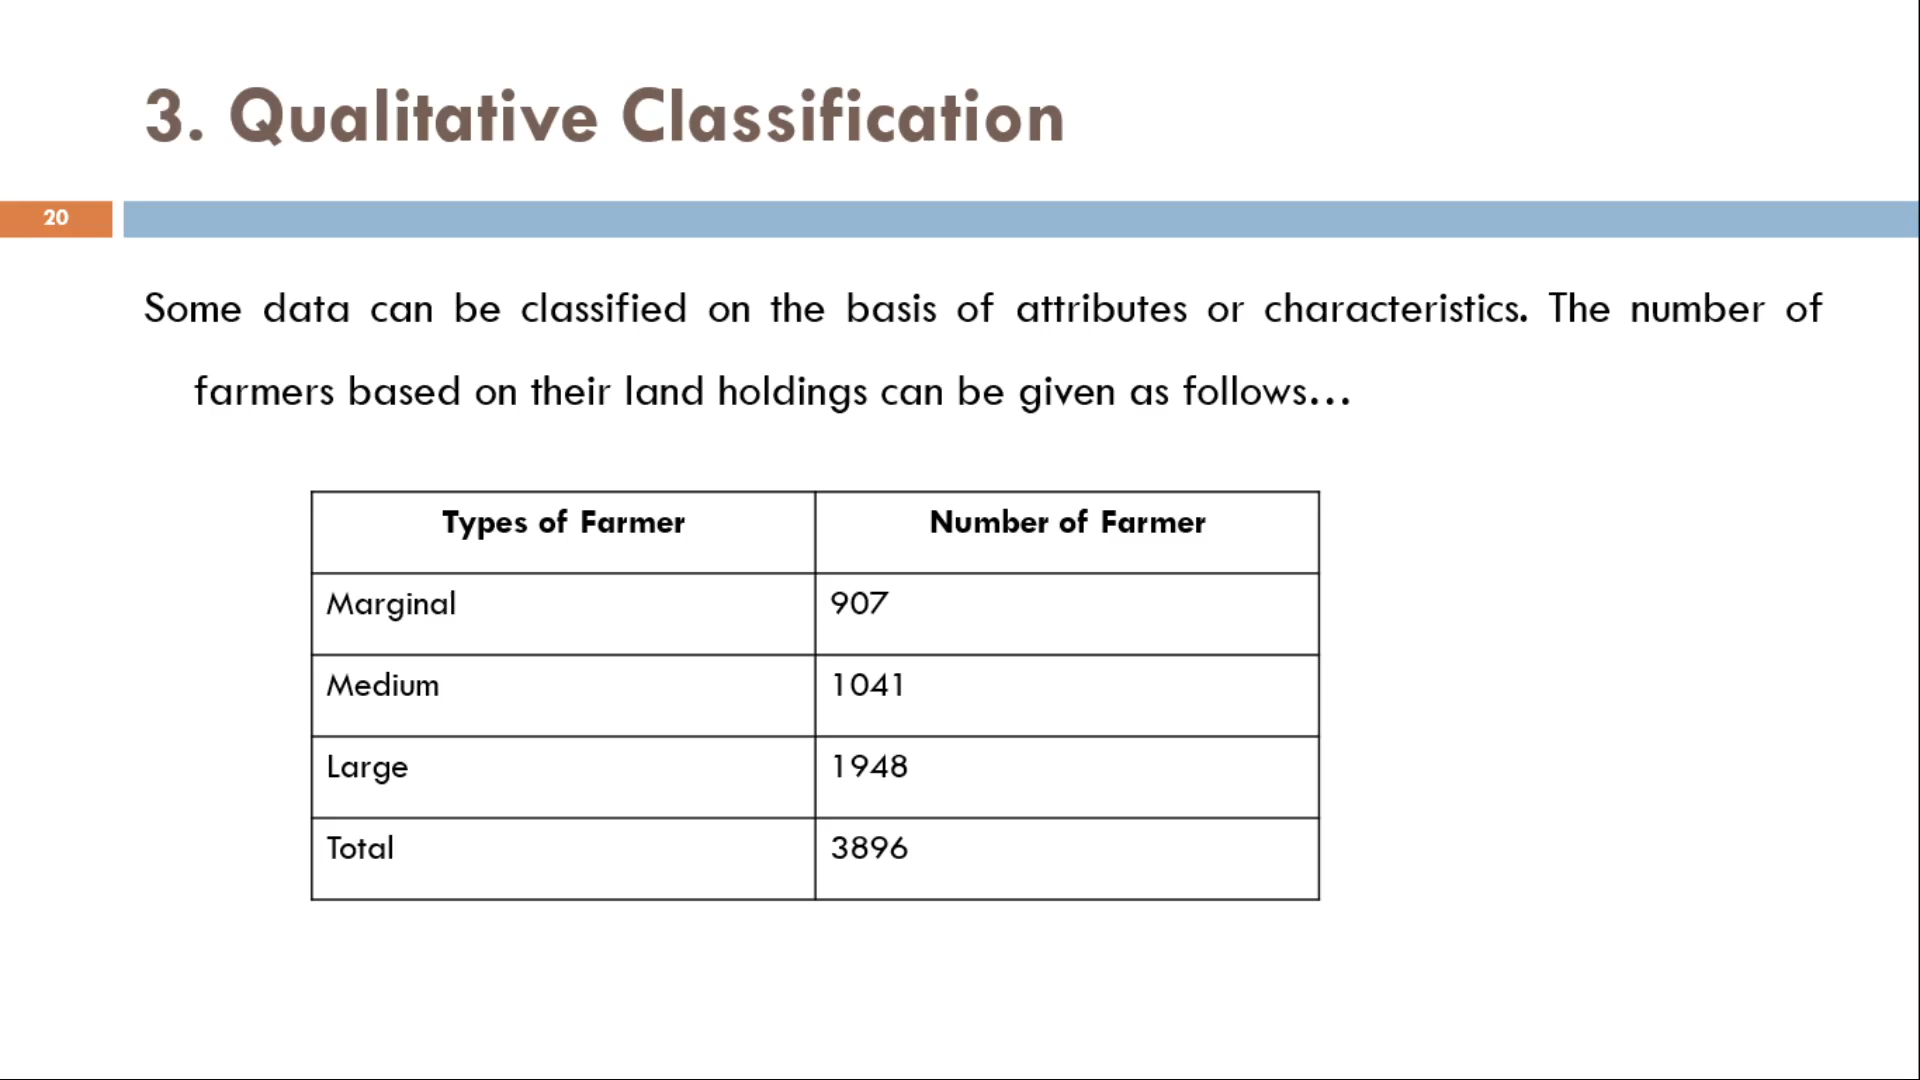 3. Qualitative Classification
20
Some data can be classified on the basis of attributes or characteristics. The number of
farmers based on their land holdings can be given as follows...
Types of Farmer Number of Farmer
Marginal 907
Medium 1041
Large 1948
Total 3896